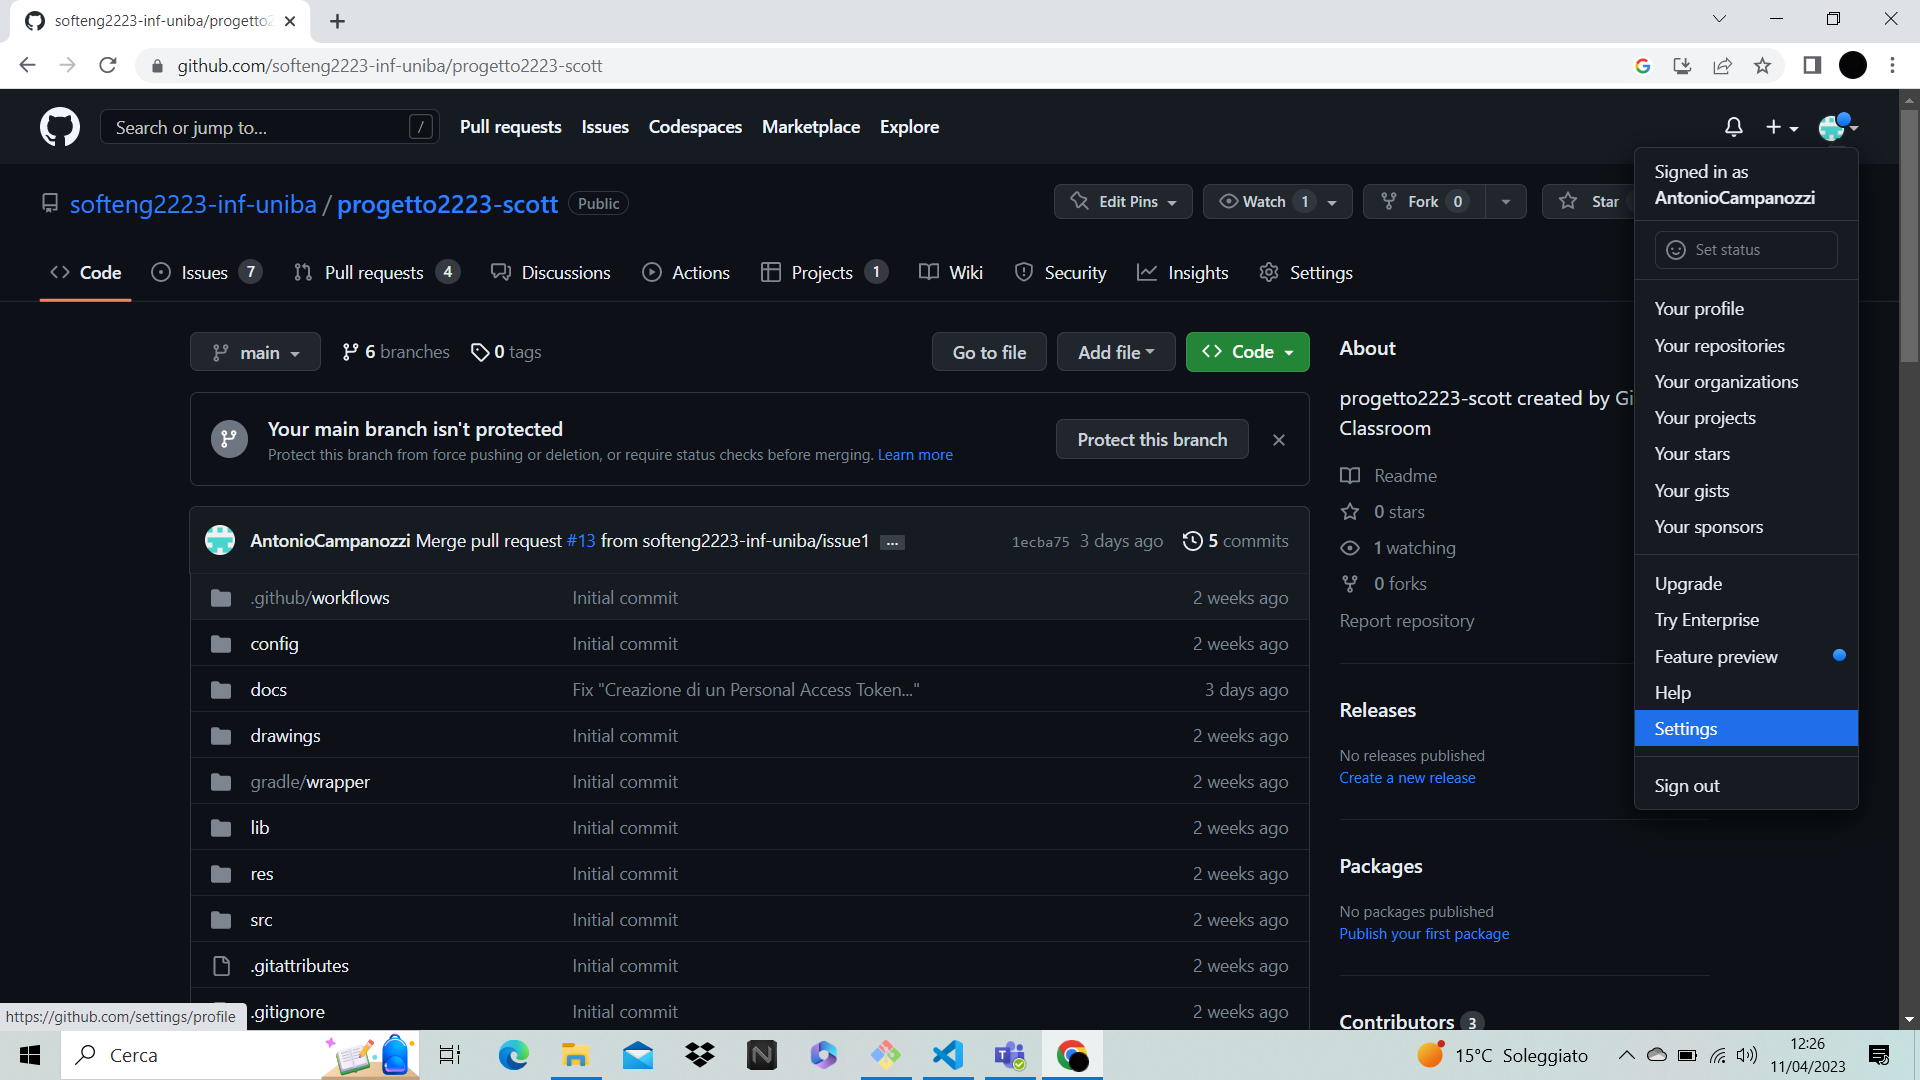 softeng2223-inf-uniba/progetto2
github.com/softeng2223-inf-uniba/progetto2223-scott
Search or jump to...
/
Pull requests
Issues
Codespaces
Marketplace
Explore
softeng2223-inf-uniba / progetto2223-scott
Public
Edit Pins
Watch 1
Fork 0
Star
Code
Issues 7
Pull requests 4
Discussions
Actions
Projects 1
Wiki
Security
Insights
Settings
main
6 branches
0 tags
Go to file
Add file
Code
Your main branch isn't protected
Protect this branch from force pushing or deletion, or require status checks before merging. Learn more
Protect this branch
AntonioCampanozzi Merge pull request #13 from softeng2223-inf-uniba/issue1 ...
1ecba75 3 days ago
5 commits
.github/workflows Initial commit 2 weeks ago
config Initial commit 2 weeks ago
docs Fix "Creazione di un Personal Access Token..." 3 days ago
drawings Initial commit 2 weeks ago
gradle/wrapper Initial commit 2 weeks ago
lib Initial commit 2 weeks ago
res Initial commit 2 weeks ago
src Initial commit 2 weeks ago
.gitattributes Initial commit 2 weeks ago
.gitignore Initial commit 2 weeks ago
About
progetto2223-scott created by Gi
Classroom
Readme
0 stars
1 watching
0 forks
Report repository
Releases
No releases published
Create a new release
Packages
No packages published
Publish your first package
Contributors 3
Signed in as
AntonioCampanozzi
Set status
Your profile
Your repositories
Your organizations
Your projects
Your stars
Your gists
Your sponsors
Upgrade
Try Enterprise
Feature preview
Help
Settings
Sign out
https://github.com/settings/profile
Cerca
15°C Soleggiato
12:26
11/04/2023